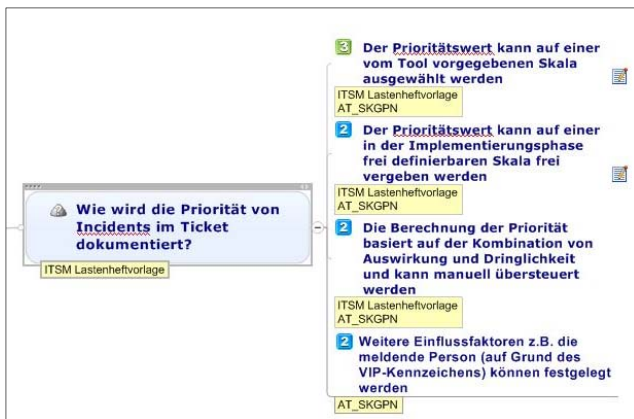 Wie wird die Priorität von
Incidents im Ticket
dokumentiert?
ITSM Lastenheftvorlage
3 Der Prioritätswert kann auf einer
vom Tool vorgegebenen Skala
ausgewählt werden
ITSM Lastenheftvorlage
AT_SKGPN
2 Der Prioritätswert kann auf einer
in der Implementierungsphase
frei definierbaren Skala frei
vergeben werden
ITSM Lastenheftvorlage
AT_SKGPN
2 Die Berechnung der Priorität
basiert auf der Kombination von
Auswirkung und Dringlichkeit
und kann manuell übersteuert
werden
ITSM Lastenheftvorlage
AT_SKGPN
2 Weitere Einflussfaktoren z.B. die
meldende Person (auf Grund des
VIP-Kennzeichens) können festgelegt
werden
AT_SKGPN